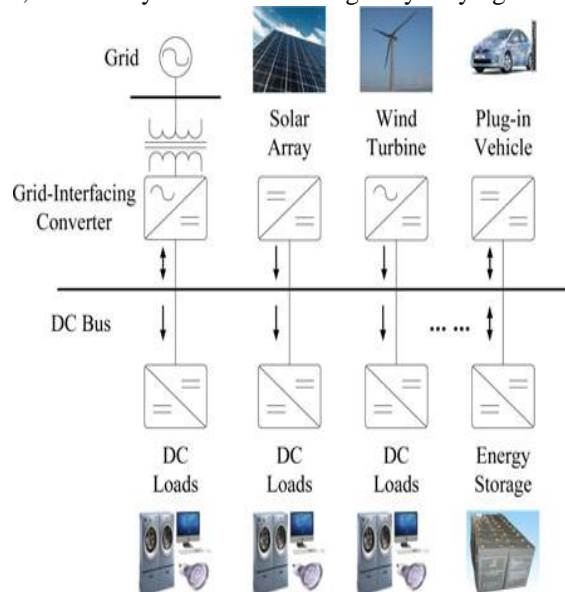 Grid
Solar
Array
Wind
Turbine
Plug-in
Vehicle
Grid-Interfacing
Converter
DC Bus
... ...
DC
Loads
DC
Loads
DC
Loads
Energy
Storage